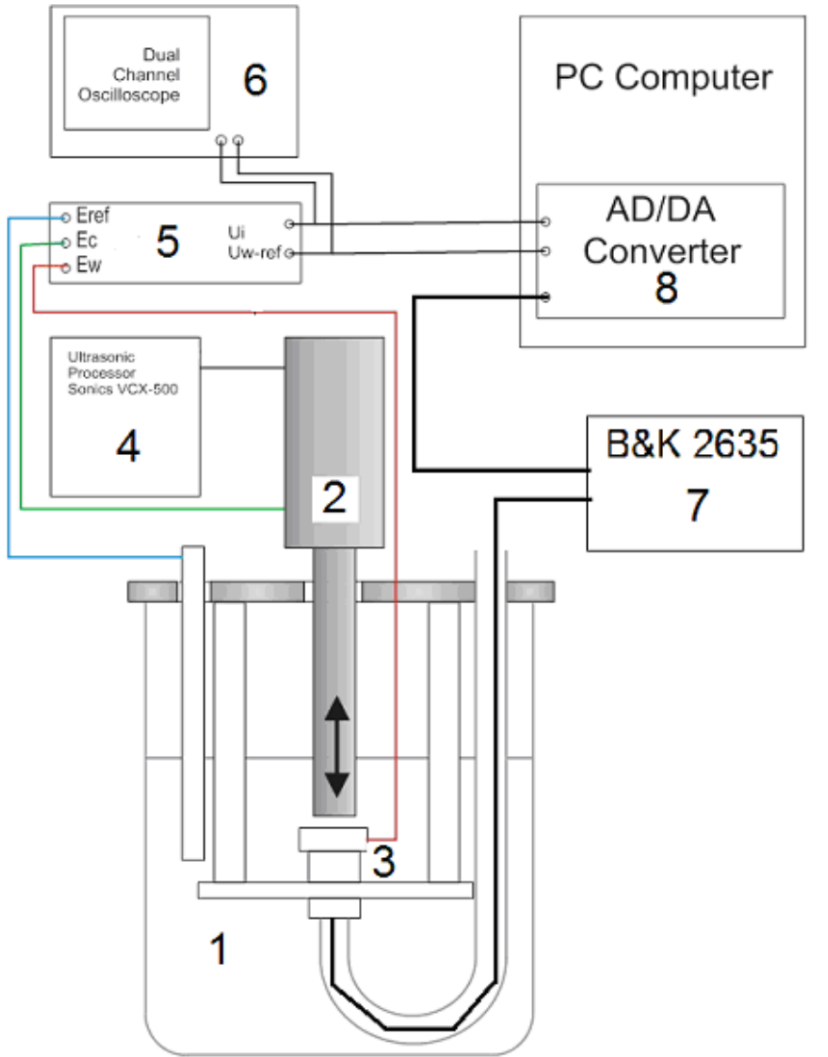 Dual
Channel
Oscilloscope
6
PC Computer
AD/DA
Converter
8
Eref
Ec
Ew
5
Ui
Uw-ref
Ultrasonic
Processor
Sonics VCX-500
4
2
B&K 2635
7
3
1